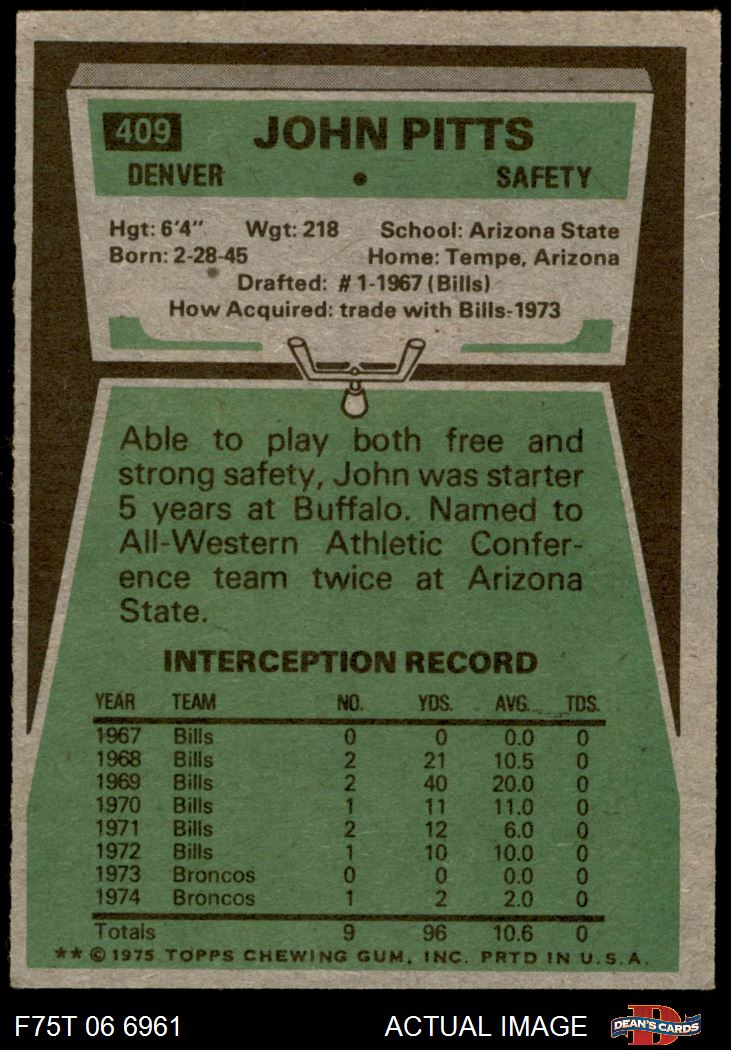 409 JOHN PITTS
DENVER • SAFETY
Hgt: 6'4" Wgt: 218 School: Arizona State
Born: 2-28-45 Home: Tempe, Arizona
Drafted: #1-1967 (Bills)
How Acquired: trade with Bills-1973
Able to play both free and
strong safety, John was starter
5 years at Buffalo. Named to
All-Western Athletic Confer-
ence team twice at Arizona
State.
INTERCEPTION RECORD
YEAR TEAM NO. YDS. AVG. TDS.
1967 Bills 0 0 0.0 0
1968 Bills 2 21 10.5 0
1969 Bills 2 40 20.0 0
1970 Bills 1 11 11.0 0
1971 Bills 2 12 6.0 0
1972 Bills 1 10 10.0 0
1973 Broncos 0 0 0.0 0
1974 Broncos 1 2 2.0 0
Totals 9 96 10.6 0
** © 1975 TOPPS CHEWING GUM, INC. PRTD IN U.S.A.
F75T 06 6961 ACTUAL IMAGE D DEAN'S CARDS